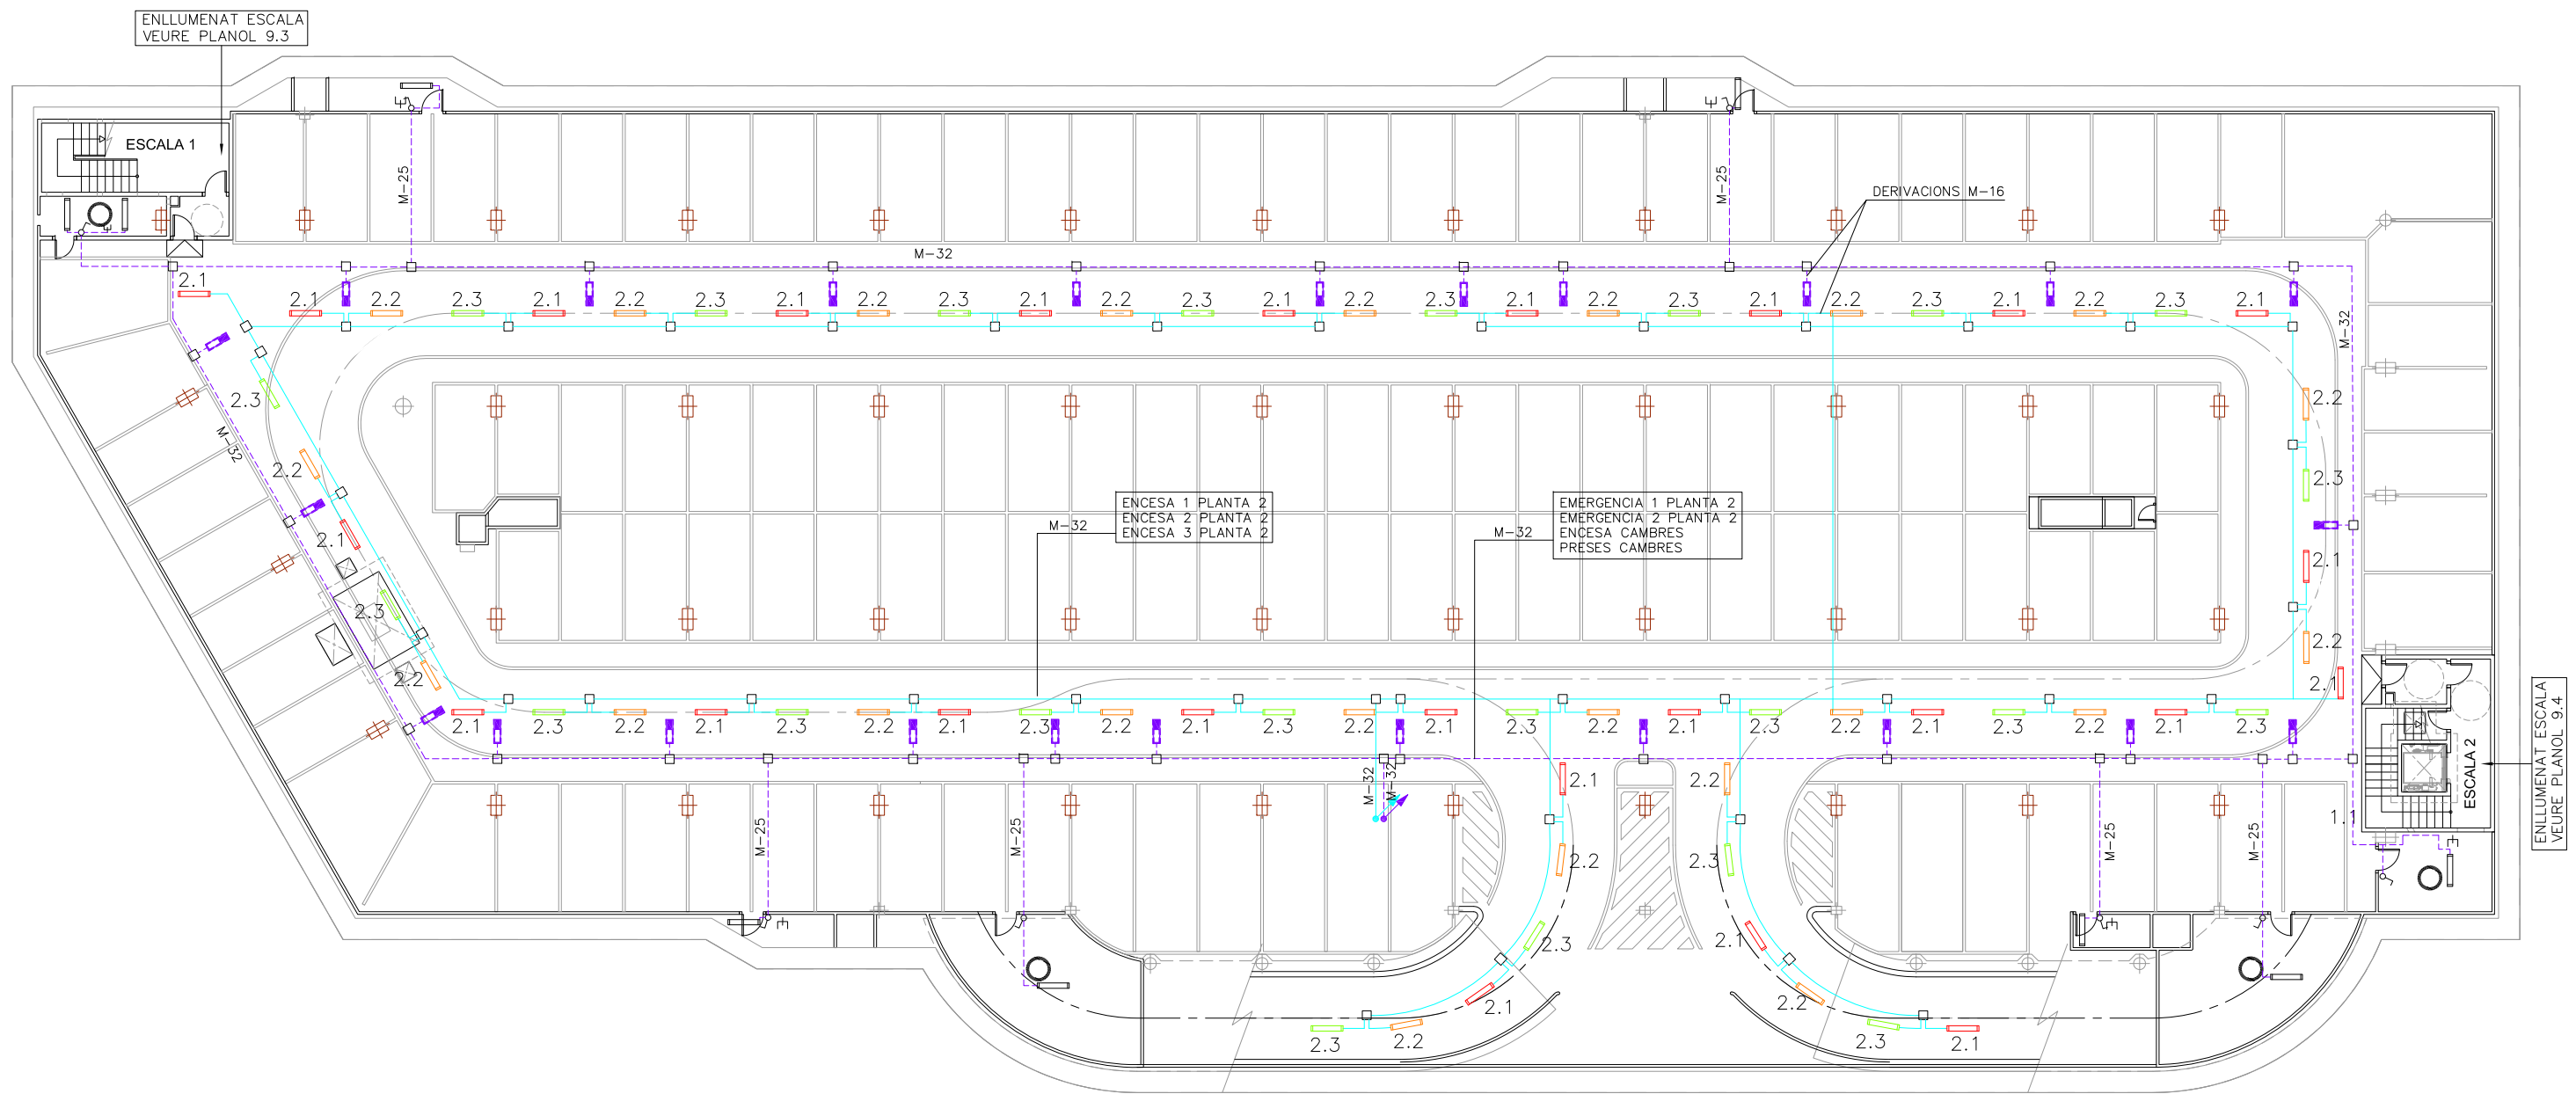 ENLLUMENAT ESCALA
VEURE PLANOL 9.3
ESCALA 1
M-25
M-25
DERIVACIONS M-16
M-32
2.1
2.1 2.2 2.3 2.1 2.2 2.3 2.1 2.2 2.3 2.1 2.2 2.3 2.1 2.2 2.3 2.1 2.2 2.3 2.1 2.2 2.3 2.1 2.2 2.3 2.1
M-32
2.3
2.2
M-32
2.2
2.3
2.1
2.1
2.2
2.1
2.3
2.2
M-32
ENCESA 1 PLANTA 2
ENCESA 2 PLANTA 2
ENCESA 3 PLANTA 2
M-32
EMERGENCIA 1 PLANTA 2
EMERGENCIA 2 PLANTA 2
ENCESA CAMBRES
PRESES CAMBRES
2.1 2.3 2.2 2.1 2.3 2.2 2.1 2.3 2.2 2.1 2.3 2.2 2.1 2.3 2.2 2.1 2.3 2.2 2.1 2.3 2.2 2.1 2.3
M-32
M-32
2.1
2.2
2.2
2.3
M-25
M-25
M-25
M-25
1.1
ESCALA 2
ENLLUMENAT ESCALA
VEURE PLANOL 9.4
2.3
2.1
2.1
2.2
2.3
2.2
2.3
2.1